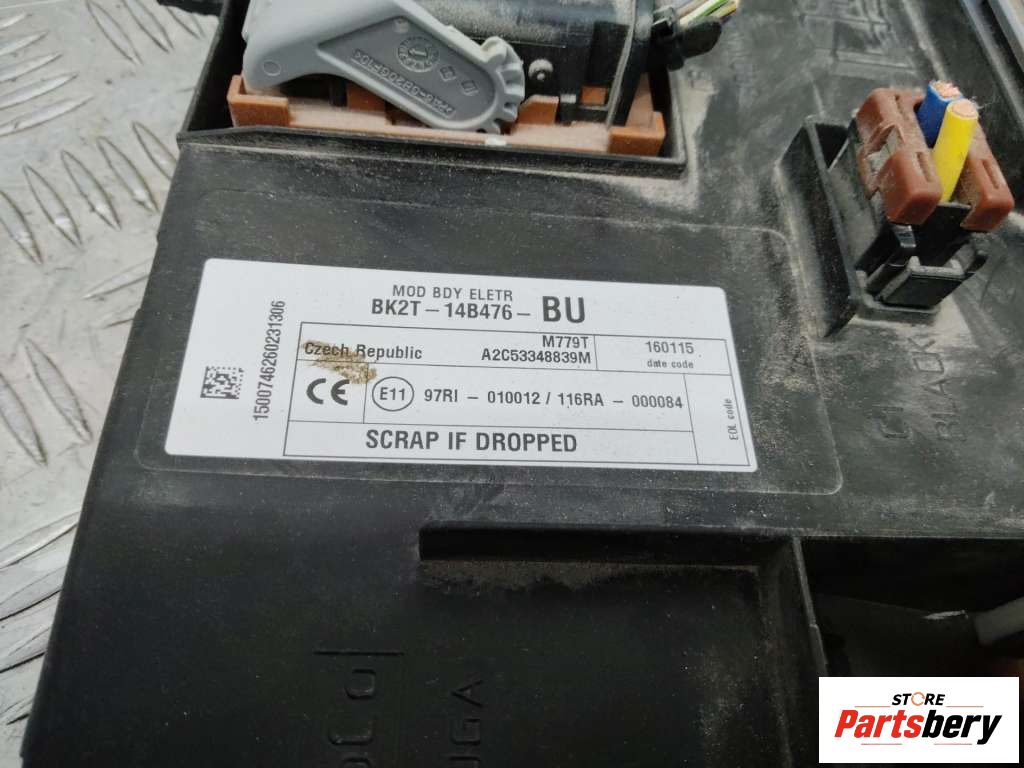 MOD BDY ELETR
BK2T - 14B476 - BU
M779T
Czech Republic A2C53348839M
160115
date code
CE E11 97RI - 010012 / 116RA - 000084
EOL code
SCRAP IF DROPPED
1500746260231306
BLACK
STORE
Partsbery